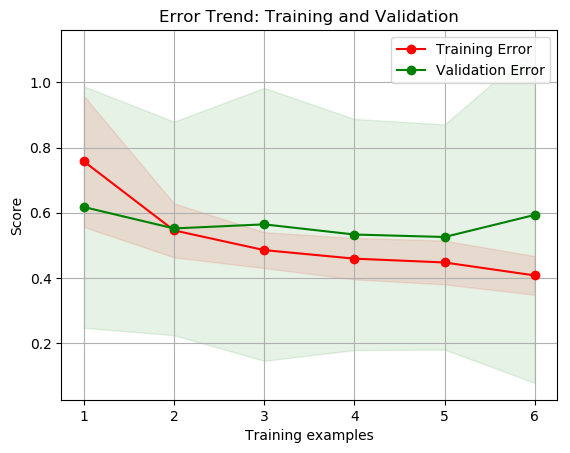 Error Trend: Training and Validation
Training Error
Validation Error
1.0
0.8
0.6
0.4
0.2
Score
1 2 3 4 5 6
Training examples